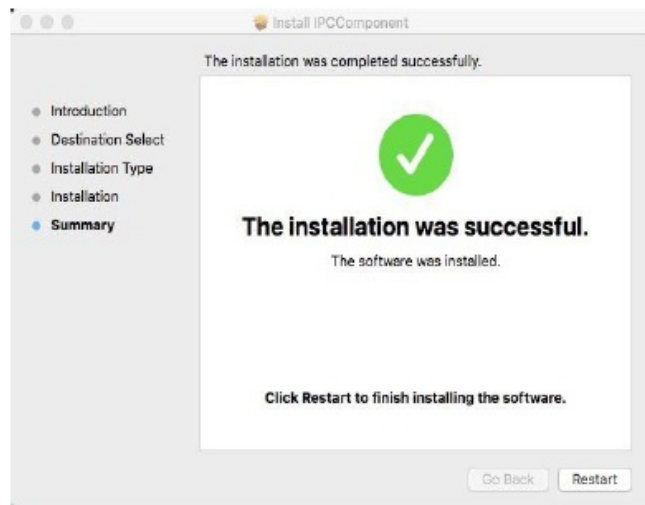 Install IPCComponent
The installation was completed successfully.
Introduction
Destination Select
Installation Type
Installation
Summary
The installation was successful.
The software was installed.
Click Restart to finish installing the software.
Go Back
Restart